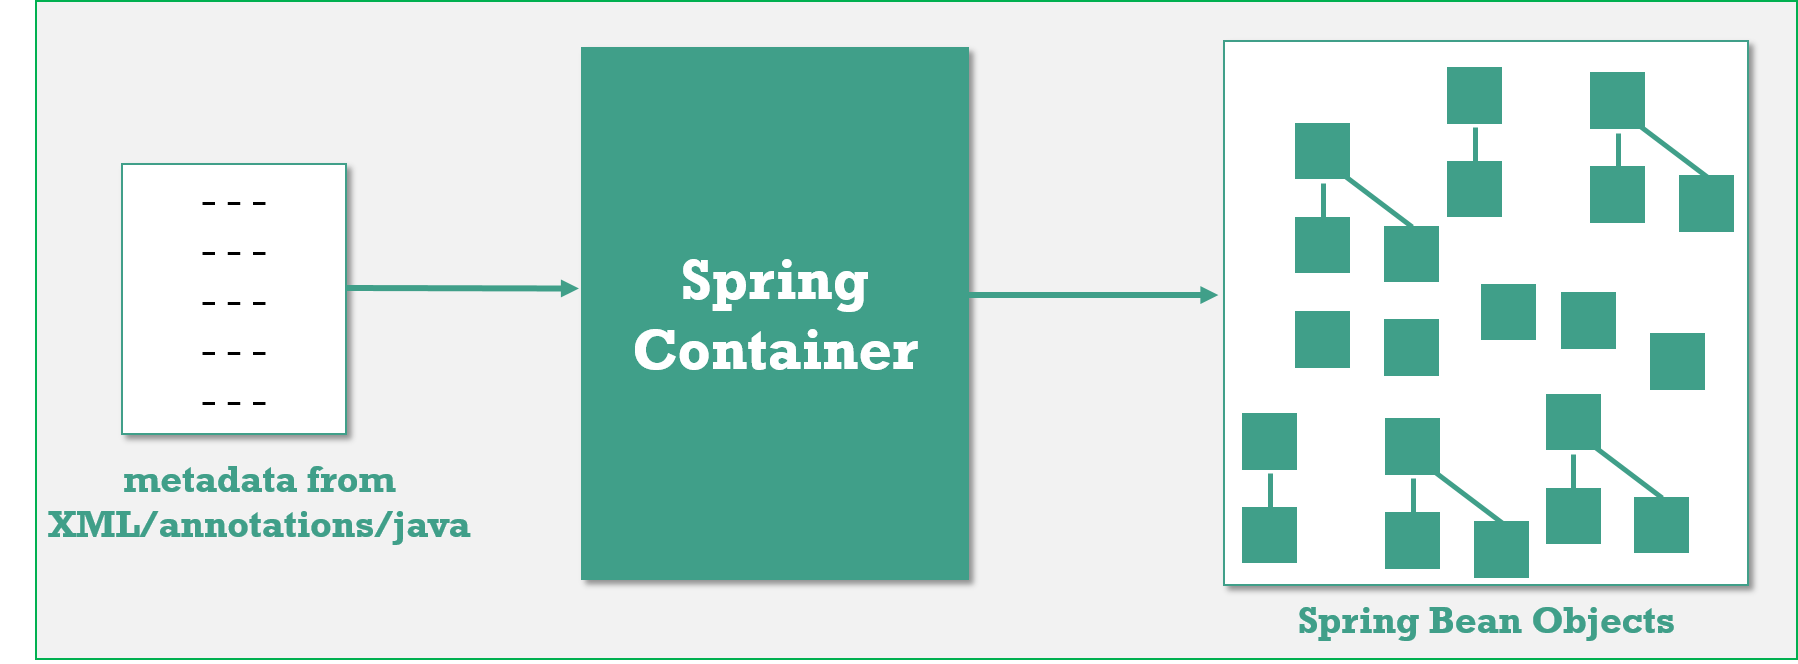 - - -
- - -
- - -
- - -
- - -
metadata from
XML/annotations/java
Spring
Container
Spring Bean Objects